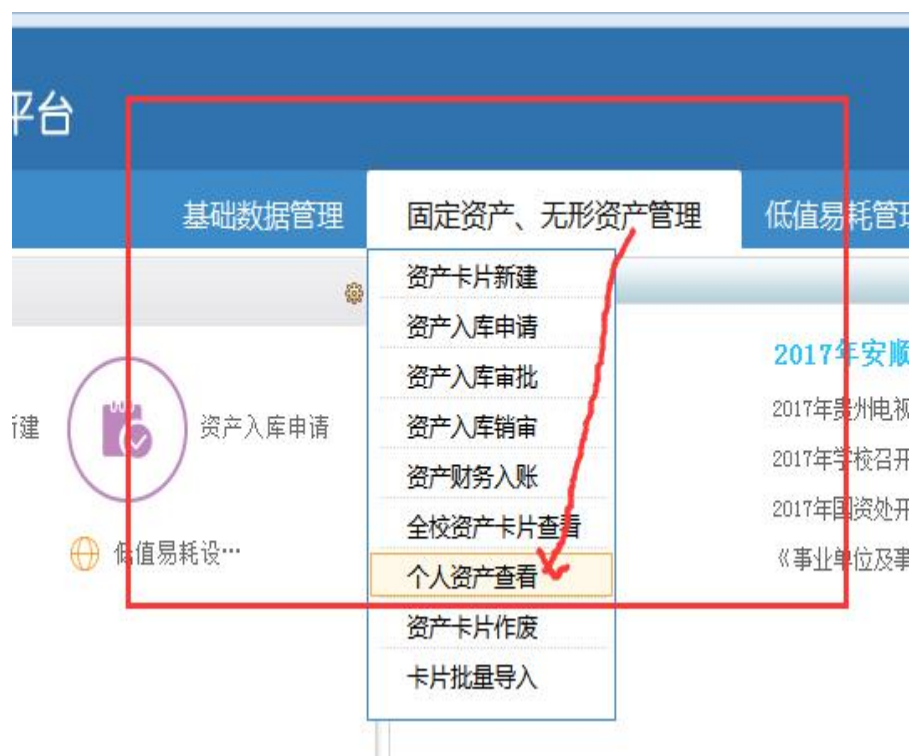 平台
基础数据管理
固定资产、无形资产管理
低值易耗管理
资产卡片新建
资产入库申请
资产入库审批
资产入库销审
资产财务入账
全校资产卡片查看
个人资产查看
资产卡片作废
卡片批量导入
新建
资产入库申请
低值易耗设…
2017年安顺
2017年贵州电视
2017年学校召开
2017年国资处开
《事业单位及事